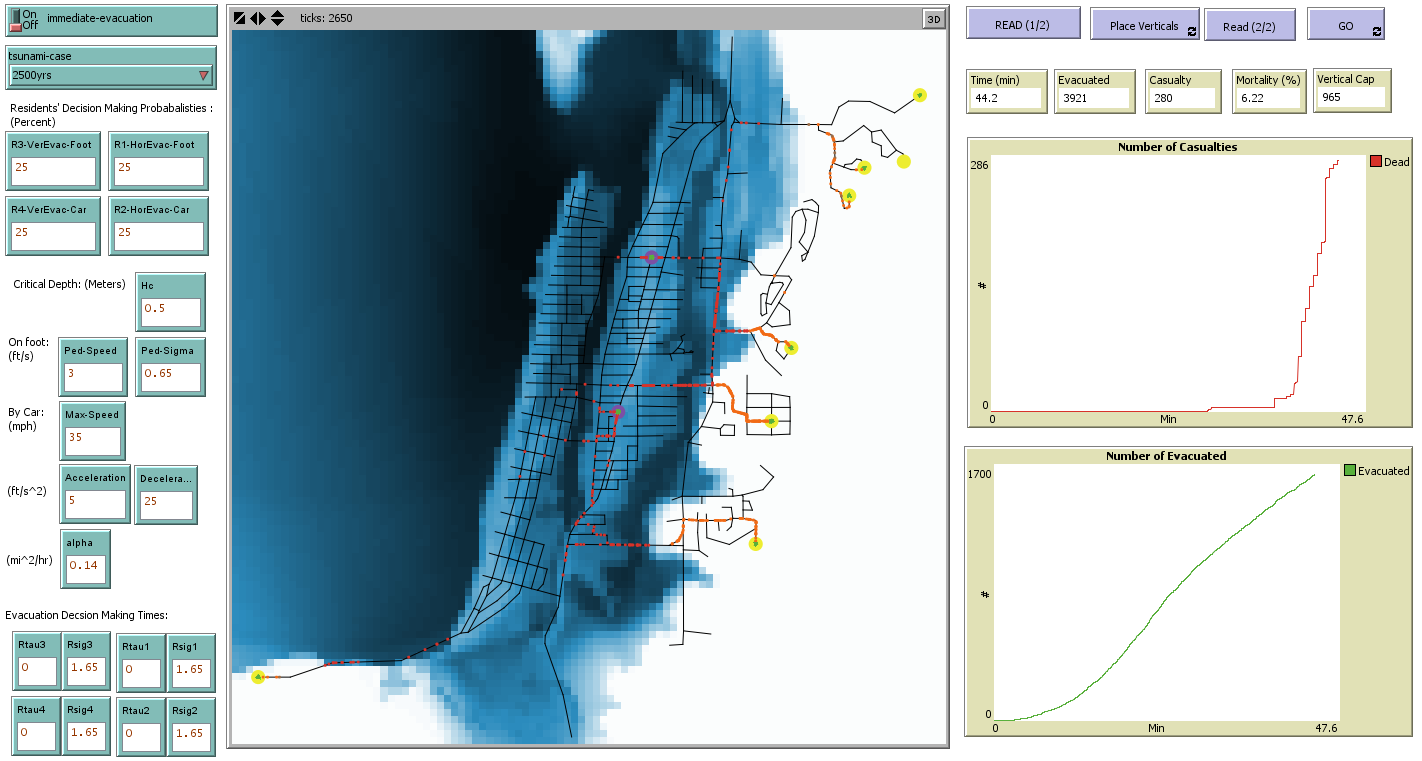 On
Off
immediate-evacuation
tsunami-case
2500yrs
Residents' Decision Making Probabalisties :
(Percent)
R3-VerEvac-Foot
25
R1-HorEvac-Foot
25
R4-VerEvac-Car
25
R2-HorEvac-Car
25
Critical Depth: (Meters)
Hc
0.5
On foot:
(ft/s)
Ped-Speed
3
Ped-Sigma
0.65
By Car:
(mph)
Max-Speed
35
(ft/s^2)
Acceleration
5
Decelera...
25
(mi^2/hr)
alpha
0.14
Evacuation Decsion Making Times:
Rtau3
0
Rsig3
1.65
Rtau1
0
Rsig1
1.65
Rtau4
0
Rsig4
1.65
Rtau2
0
Rsig2
1.65
ticks: 2650
3D
READ (1/2)
Place Verticals
Read (2/2)
GO
Time (min)
44.2
Evacuated
3921
Casualty
280
Mortality (%)
6.22
Vertical Cap
965
Number of Casualties
286
#
0
0
Min
47.6
Dead
Number of Evacuated
1700
#
0
0
Min
47.6
Evacuated